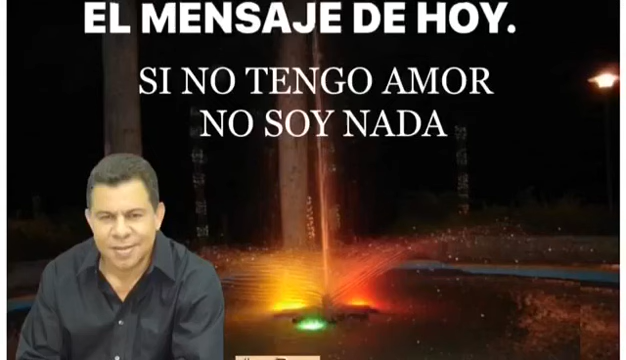 EL MENSAJE DE HOY.
SI NO TENGO AMOR
NO SOY NADA